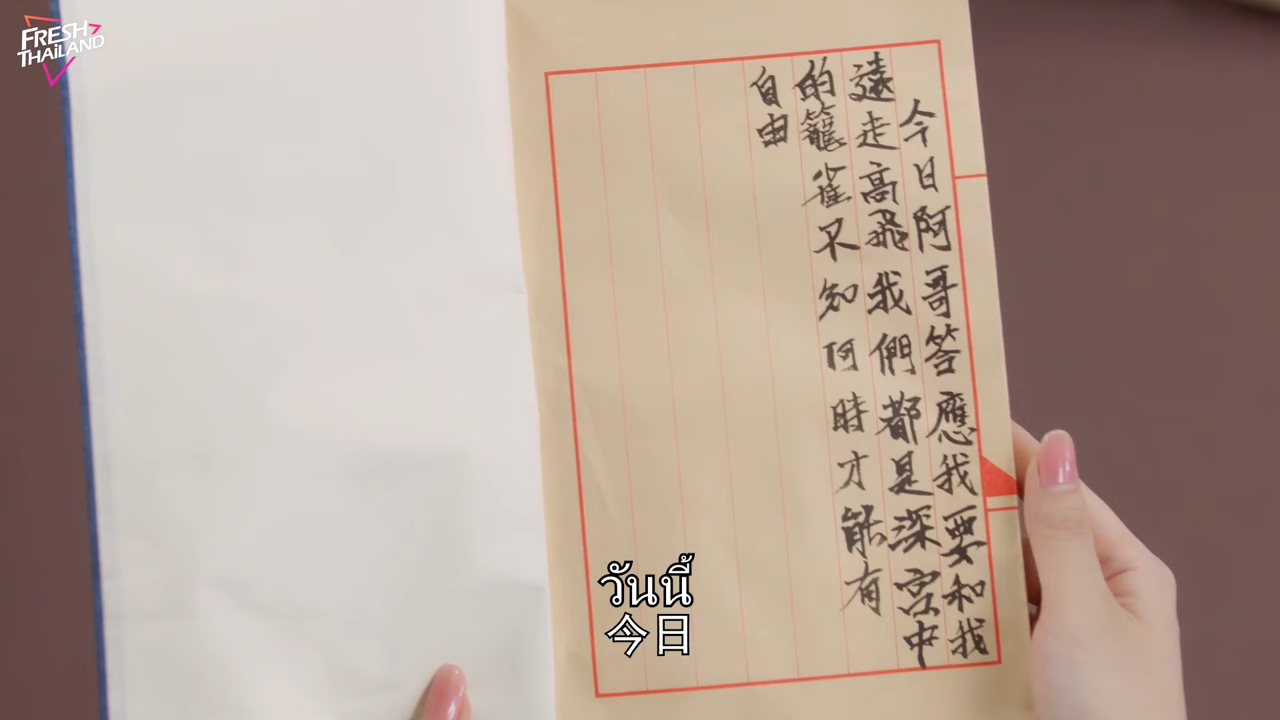 FRESH
THAILAND
今日阿哥答應我要和我
遠走高飛我們都是深宮中
的籠雀不知何時才能有
自由
วันนี้
今日